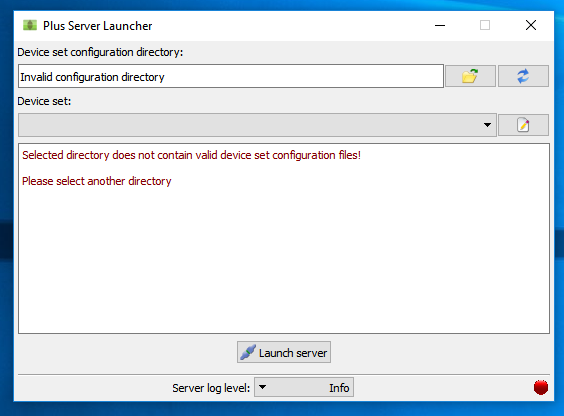 Plus Server Launcher
Device set configuration directory:
Invalid configuration directory
Device set:
Selected directory does not contain valid device set configuration files!
Please select another directory
Launch server
Server log level: Info